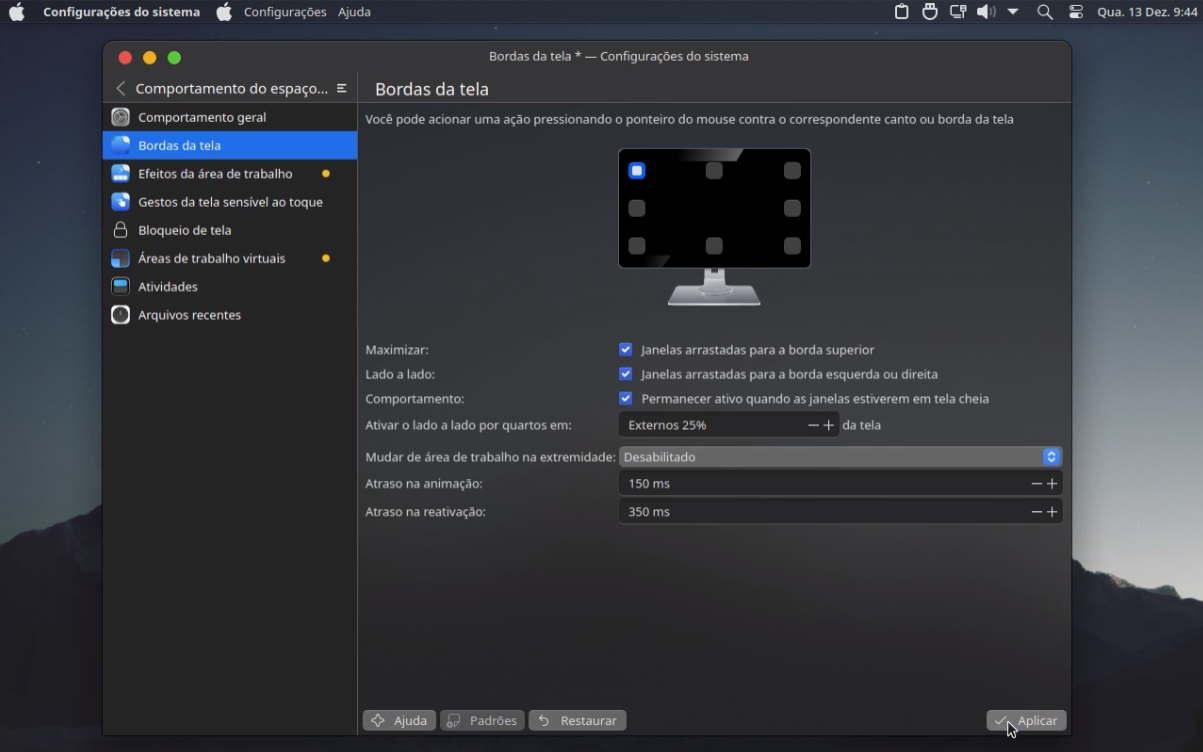 Configurações do sistema Configurações Ajuda Qua. 13 Dez. 9:44
Bordas da tela * — Configurações do sistema
Comportamento do espaço...
Bordas da tela
Comportamento geral
Bordas da tela
Efeitos da área de trabalho
Gestos da tela sensível ao toque
Bloqueio de tela
Áreas de trabalho virtuais
Atividades
Arquivos recentes
Você pode acionar uma ação pressionando o ponteiro do mouse contra o correspondente canto ou borda da tela
Maximizar: Janelas arrastadas para a borda superior
Lado a lado: Janelas arrastadas para a borda esquerda ou direita
Comportamento: Permanecer ativo quando as janelas estiverem em tela cheia
Ativar o lado a lado por quartos em: Externos 25% da tela
Mudar de área de trabalho na extremidade: Desabilitado
Atraso na animação: 150 ms
Atraso na reativação: 350 ms
Ajuda Padrões Restaurar Aplicar